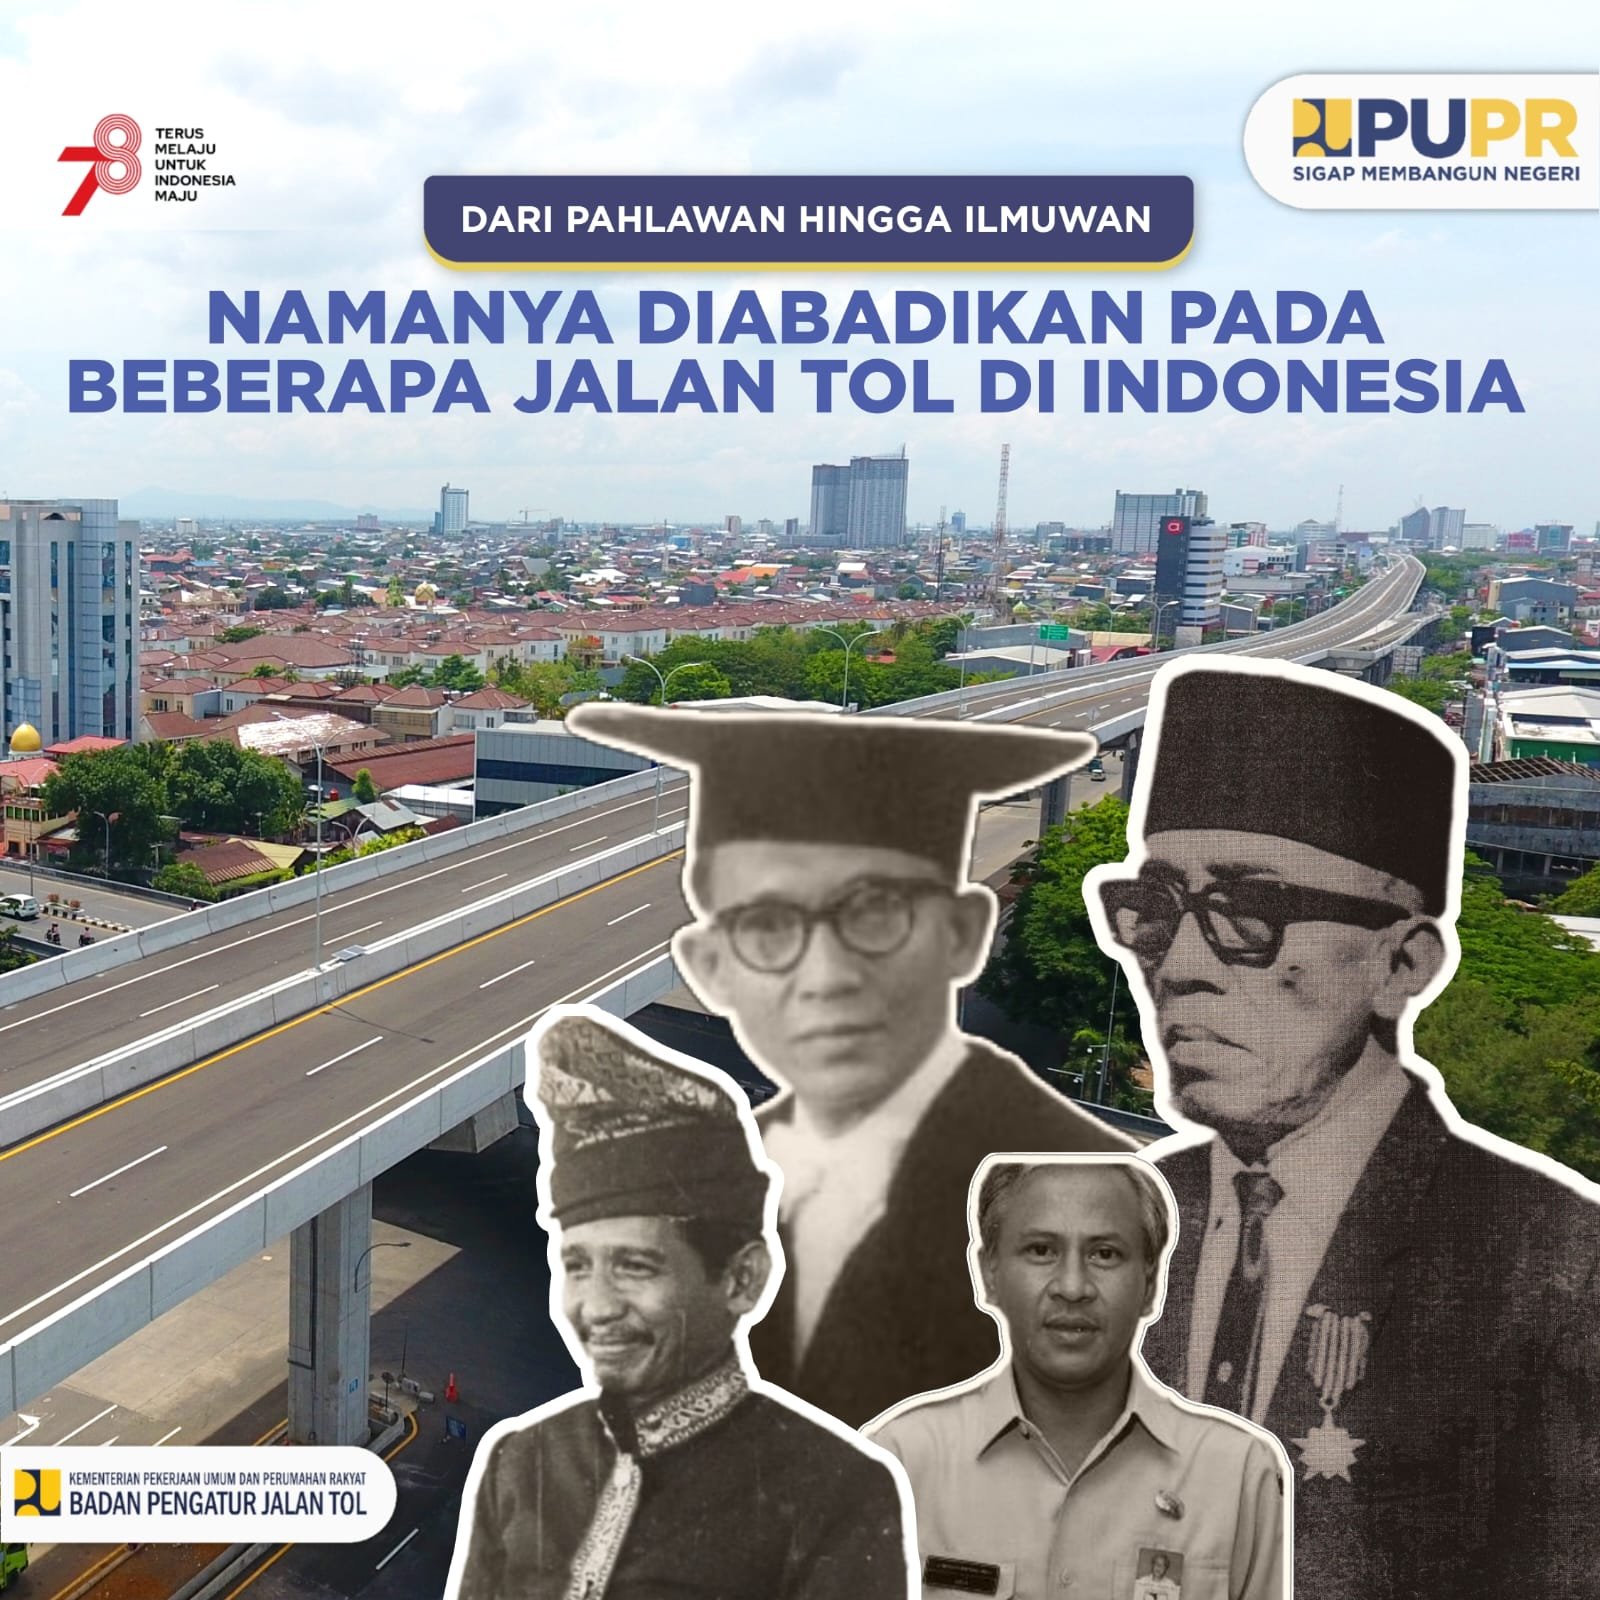 78
TERUS
MELAJU
UNTUK
INDONESIA
MAJU
PUPR
SIGAP MEMBANGUN NEGERI
DARI PAHLAWAN HINGGA ILMUWAN
NAMANYA DIABADIKAN PADA
BEBERAPA JALAN TOL DI INDONESIA
KEMENTERIAN PEKERJAAN UMUM DAN PERUMAHAN RAKYAT
BADAN PENGATUR JALAN TOL